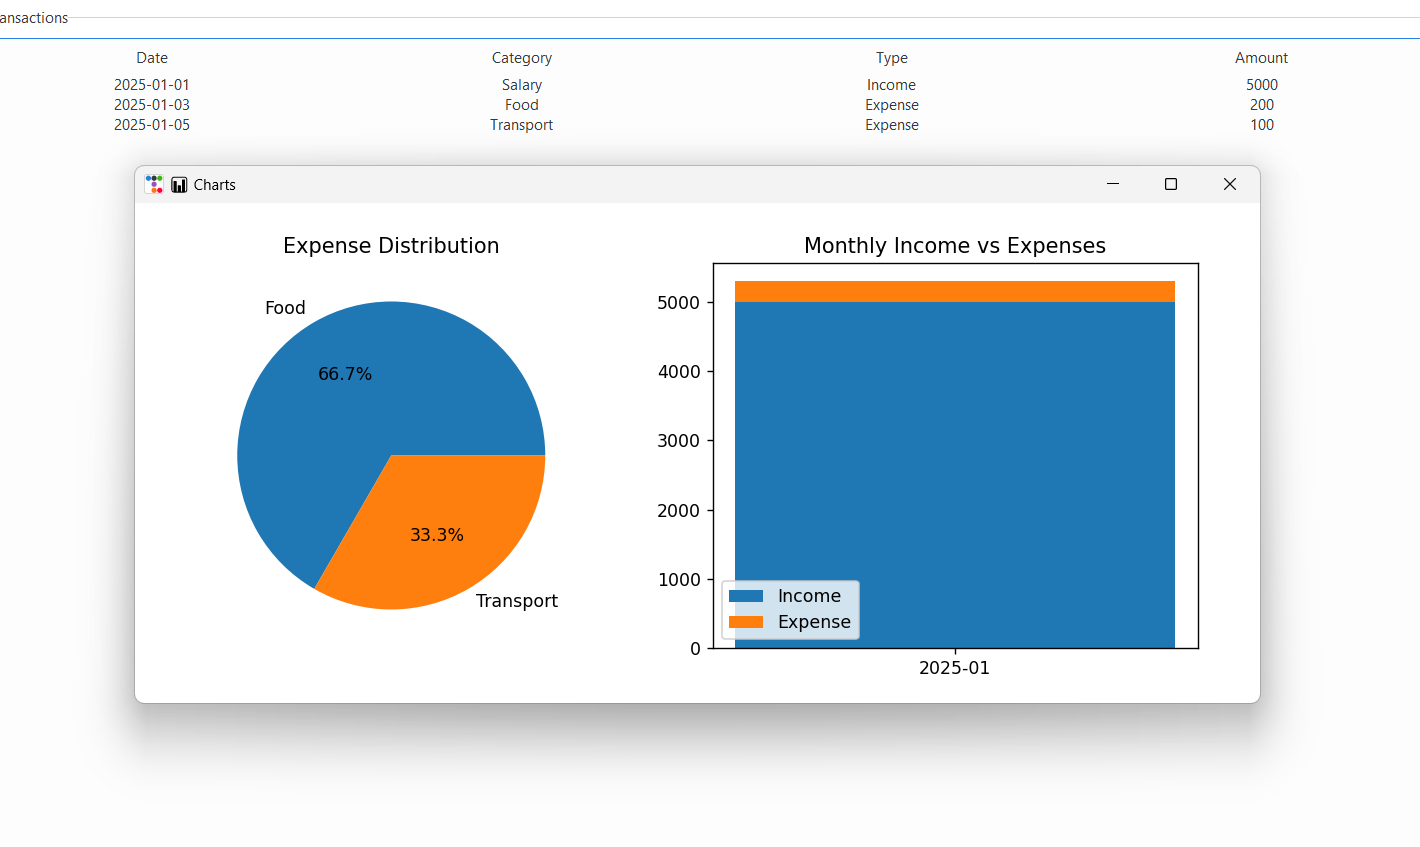 ansactions
Date Category Type Amount
2025-01-01 Salary Income 5000
2025-01-03 Food Expense 200
2025-01-05 Transport Expense 100
Charts
Expense Distribution
Food
66.7%
33.3%
Transport
Monthly Income vs Expenses
5000
4000
3000
2000
1000
0
Income
Expense
2025-01